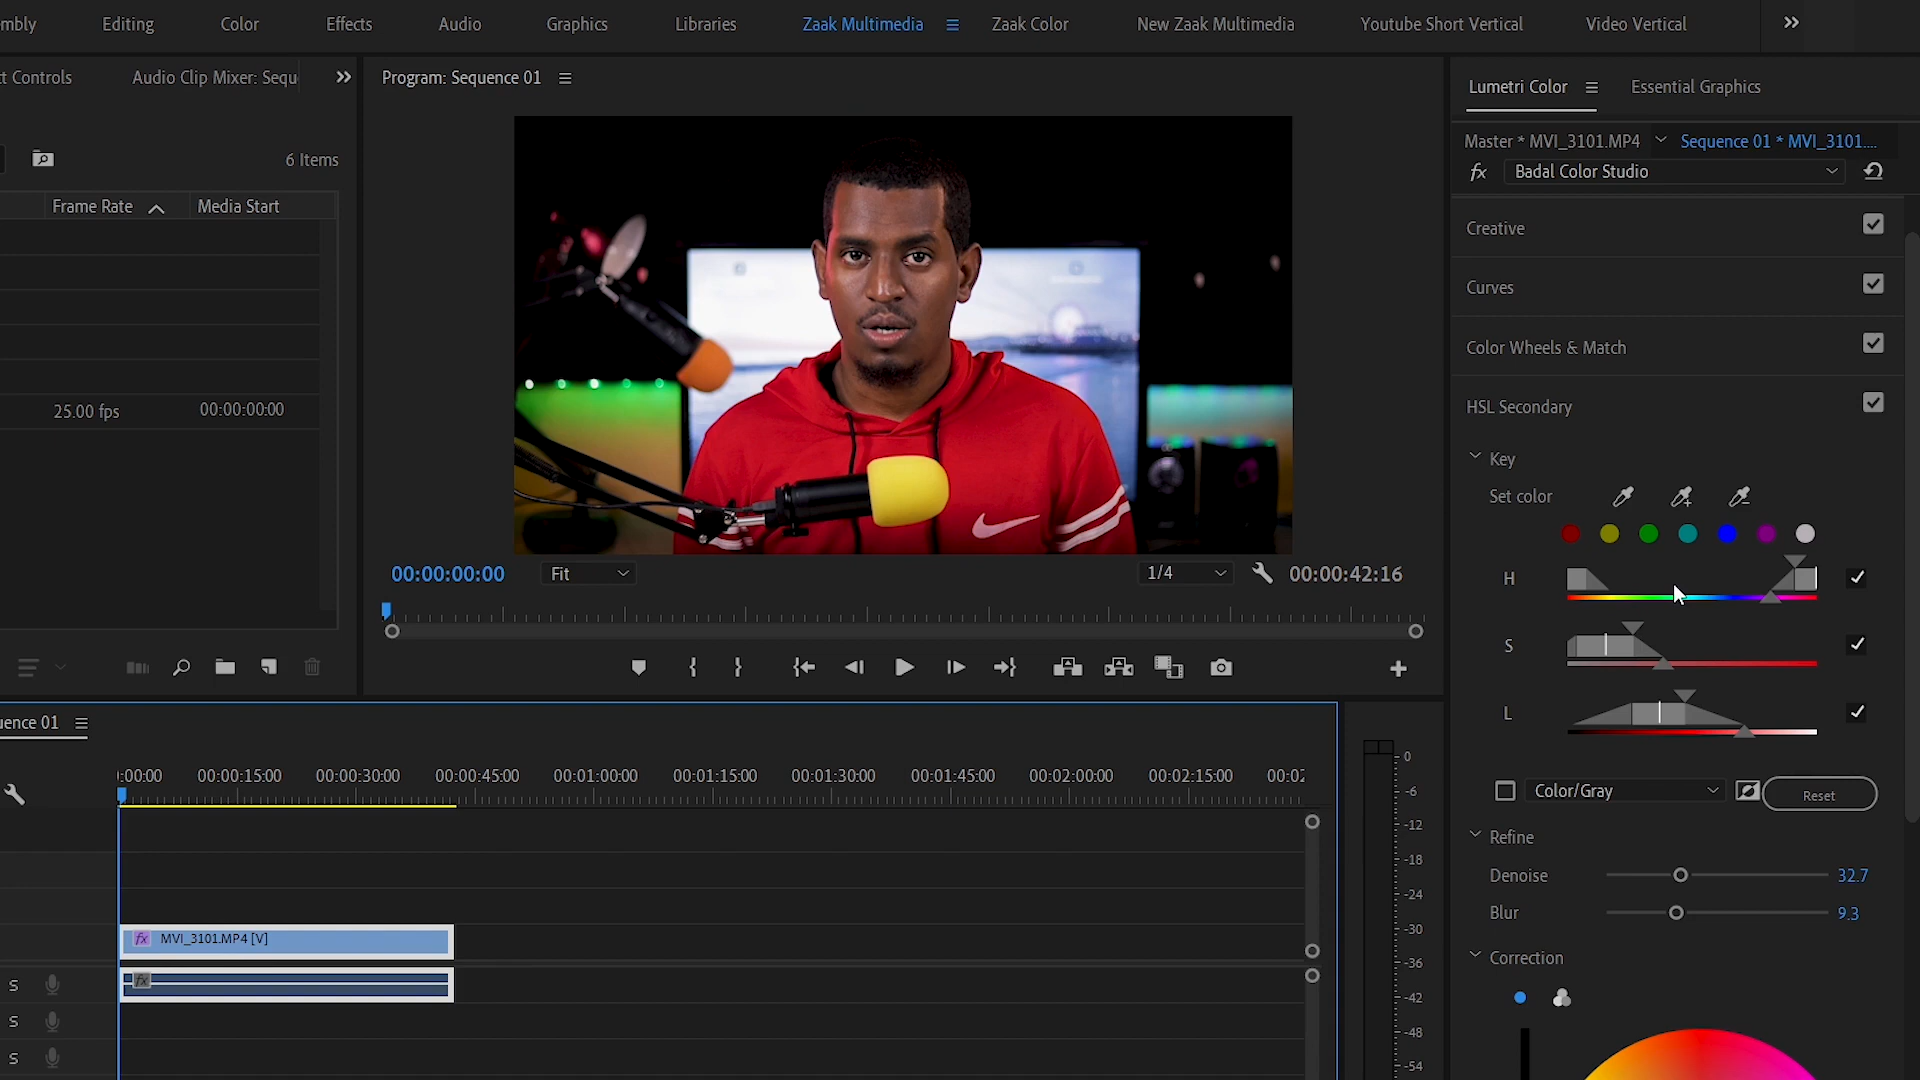 mbly Editing Color Effects Audio Graphics Libraries Zaak Multimedia Zaak Color New Zaak Multimedia Youtube Short Vertical Video Vertical
t Controls Audio Clip Mixer: Sequ
6 Items
Frame Rate Media Start
25.00 fps 00:00:00:00
Program: Sequence 01
00:00:00:00 Fit 1/4 00:00:42:16
Lumetri Color Essential Graphics
Master * MVI_3101.MP4 Sequence 01 * MVI_3101....
fx Badal Color Studio
Creative
Curves
Color Wheels & Match
HSL Secondary
Key
Set color
H
S
L
Color/Gray Reset
Refine
Denoise 32.7
Blur 9.3
Correction
uence 01
:00:00 00:00:15:00 00:00:30:00 00:00:45:00 00:01:00:00 00:01:15:00 00:01:30:00 00:01:45:00 00:02:00:00 00:02:15:00 00:02
fx MVI_3101.MP4 [V]
fx
S
S
S
0
-6
-12
-18
-24
-30
-36
-42
-48
-54